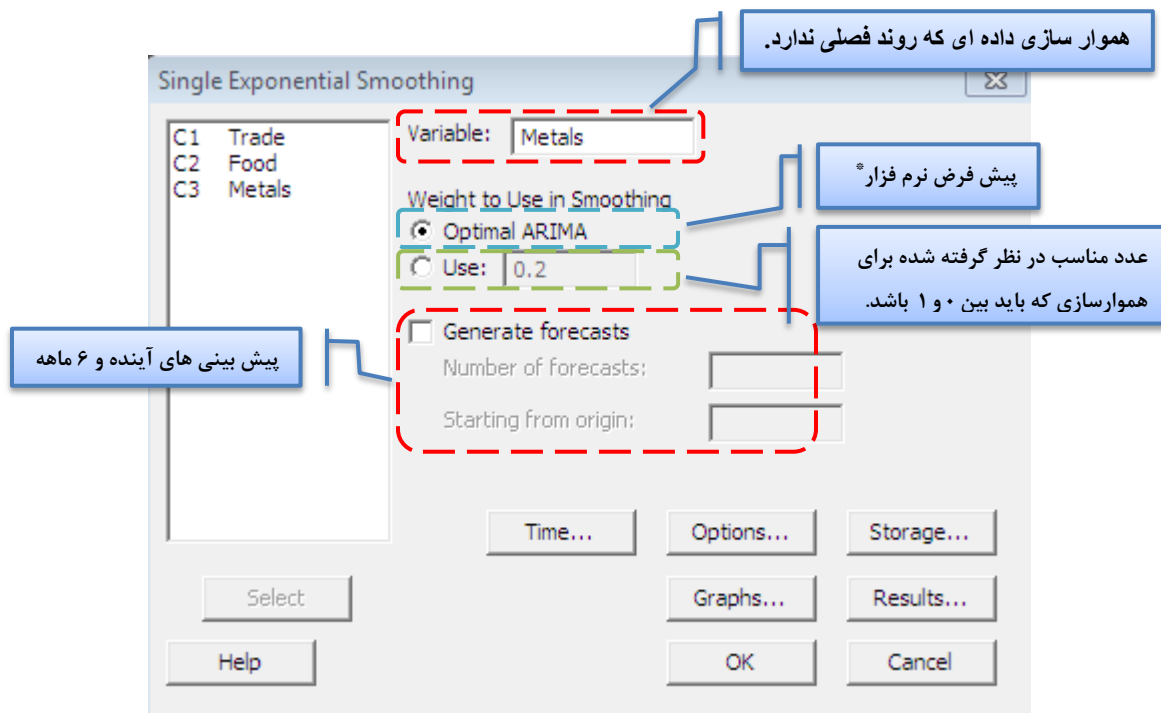 هموار سازی داده ای که روند فصلی ندارد.
Single Exponential Smoothing
C1 Trade
C2 Food
C3 Metals
Variable: Metals
پیش فرض نرم فزار*
Weight to Use in Smoothing
Optimal ARIMA
Use: 0.2
عدد مناسب در نظر گرفته شده برای
هموارسازی که باید بین ۰ و ۱ باشد.
Generate forecasts
پیش بینی های آینده و ۶ ماهه
Number of forecasts:
Starting from origin:
Time...
Options...
Storage...
Select
Graphs...
Results...
Help
OK
Cancel